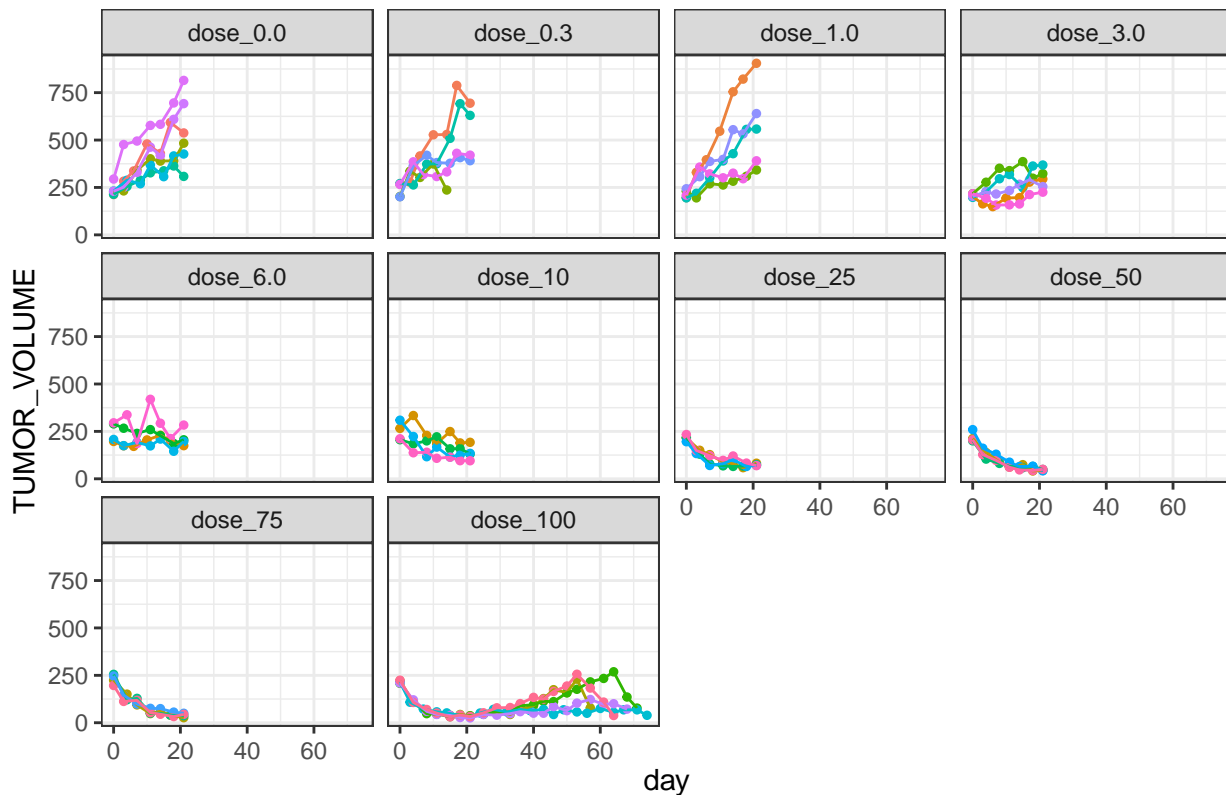 dose_0.0 dose_0.3 dose_1.0 dose_3.0
750
500
250
0
dose_6.0 dose_10 dose_25 dose_50
750
500
250
0
0 20 40 60 0 20 40 60
dose_75 dose_100
750
500
250
0
0 20 40 60 0 20 40 60
TUMOR_VOLUME
day